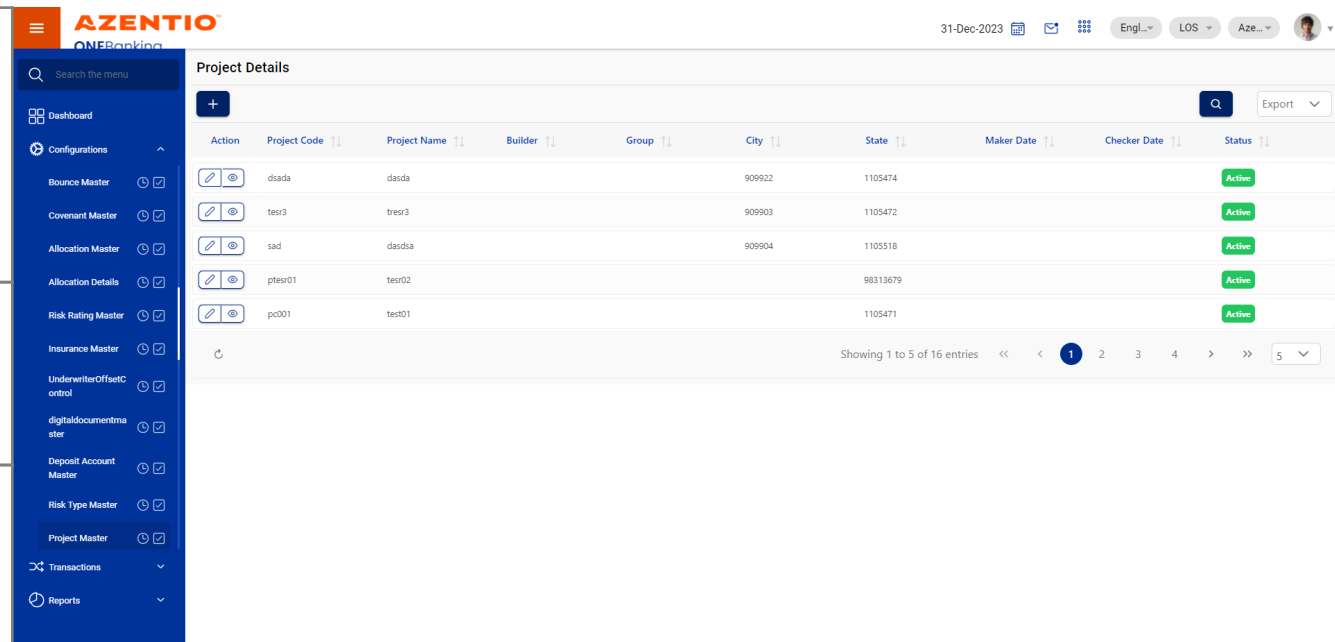 AZENTIO
ONEBanking
31-Dec-2023
Engl...
LOS
Aze...
Search the menu
Dashboard
Configurations
Bounce Master
Covenant Master
Allocation Master
Allocation Details
Risk Rating Master
Insurance Master
UnderwriterOffsetC
ontrol
digitaldocumentma
ster
Deposit Account
Master
Risk Type Master
Project Master
Transactions
Reports
Project Details
+
Export
Action Project Code Project Name Builder Group City State Maker Date Checker Date Status
dsada dasda 909922 1105474 Active
tesr3 tresr3 909903 1105472 Active
sad dasdsa 909904 1105518 Active
ptesr01 tesr02 98313679 Active
pc001 test01 1105471 Active
Showing 1 to 5 of 16 entries << < 1 2 3 4 > >> 5